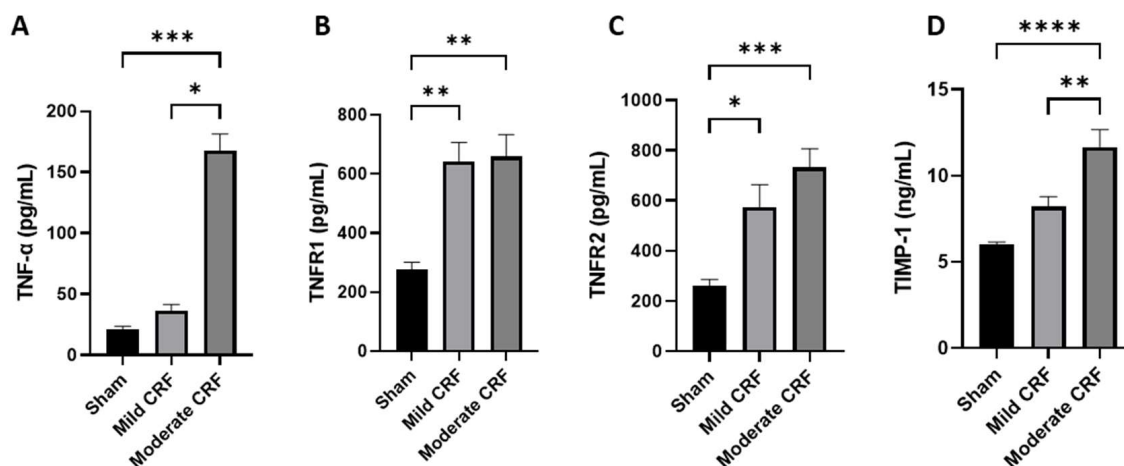 A
***
*
TNF-α (pg/mL)
200
150
100
50
0
Sham
Mild CRF
Moderate CRF
B
**
**
TNFR1 (pg/mL)
800
600
400
200
0
Sham
Mild CRF
Moderate CRF
C
***
*
TNFR2 (pg/mL)
1000
800
600
400
200
0
Sham
Mild CRF
Moderate CRF
D
****
**
TIMP-1 (ng/mL)
15
10
5
0
Sham
Mild CRF
Moderate CRF